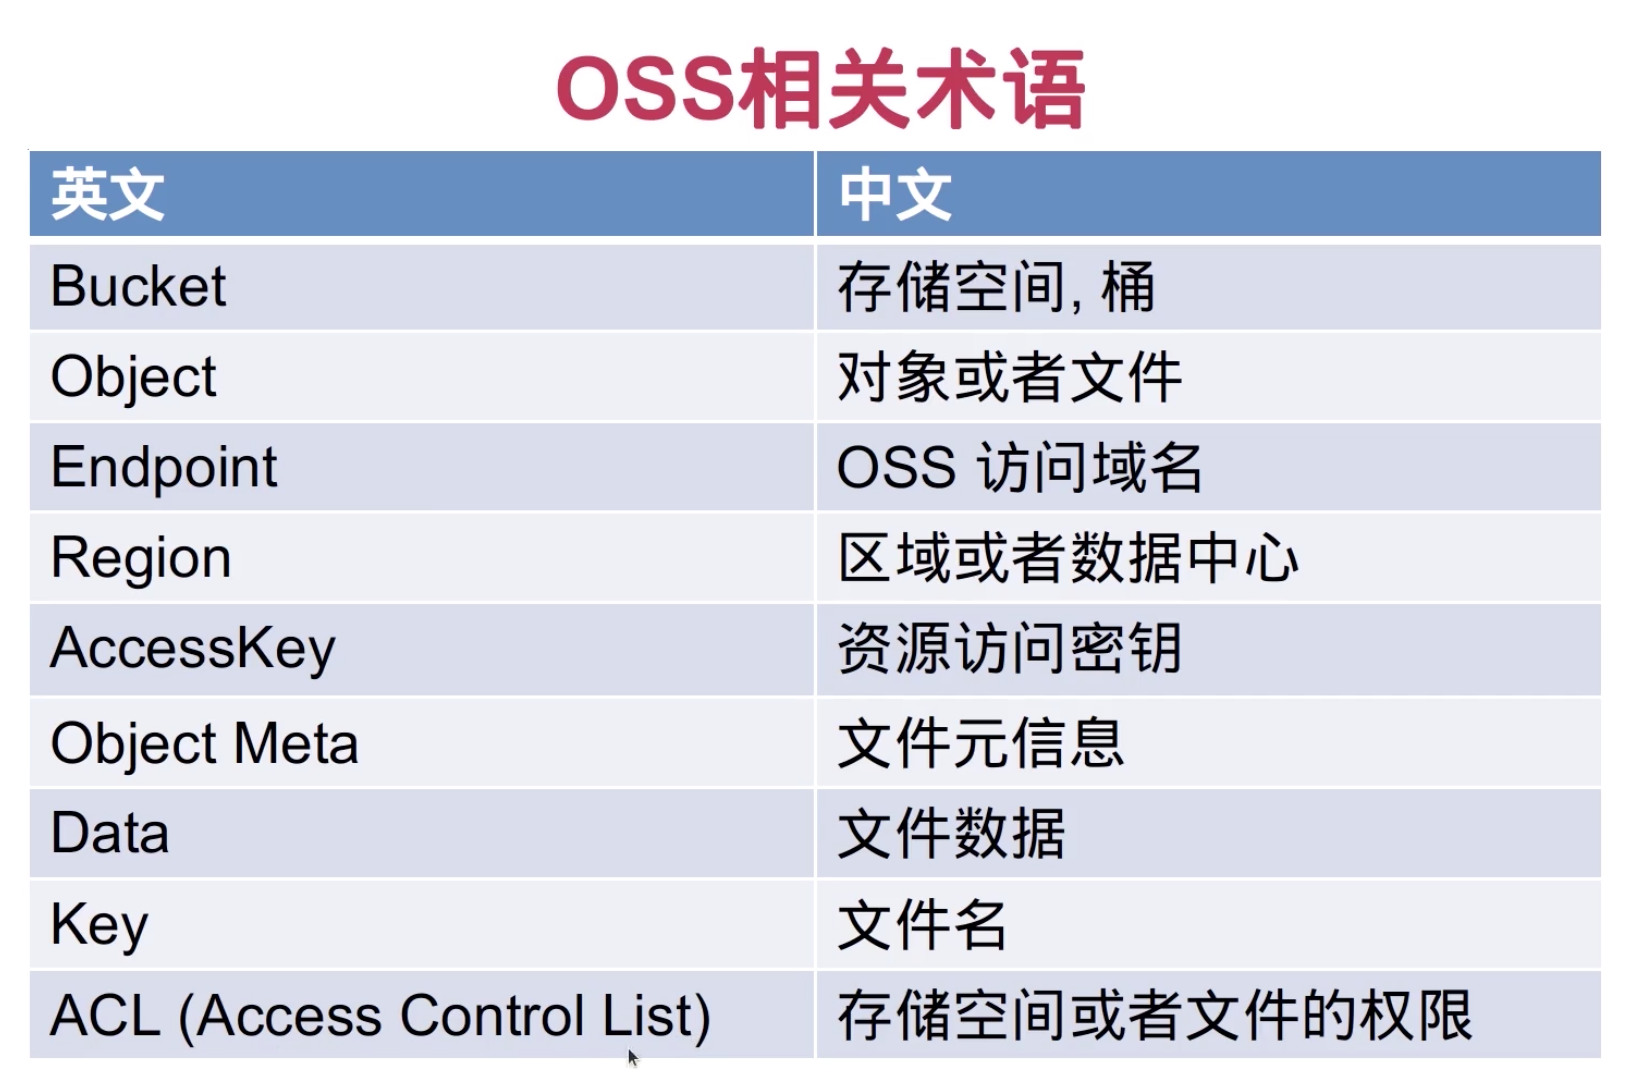 OSS相关术语
英文 中文
Bucket 存储空间, 桶
Object 对象或者文件
Endpoint OSS 访问域名
Region 区域或者数据中心
AccessKey 资源访问密钥
Object Meta 文件元信息
Data 文件数据
Key 文件名
ACL (Access Control List) 存储空间或者文件的权限